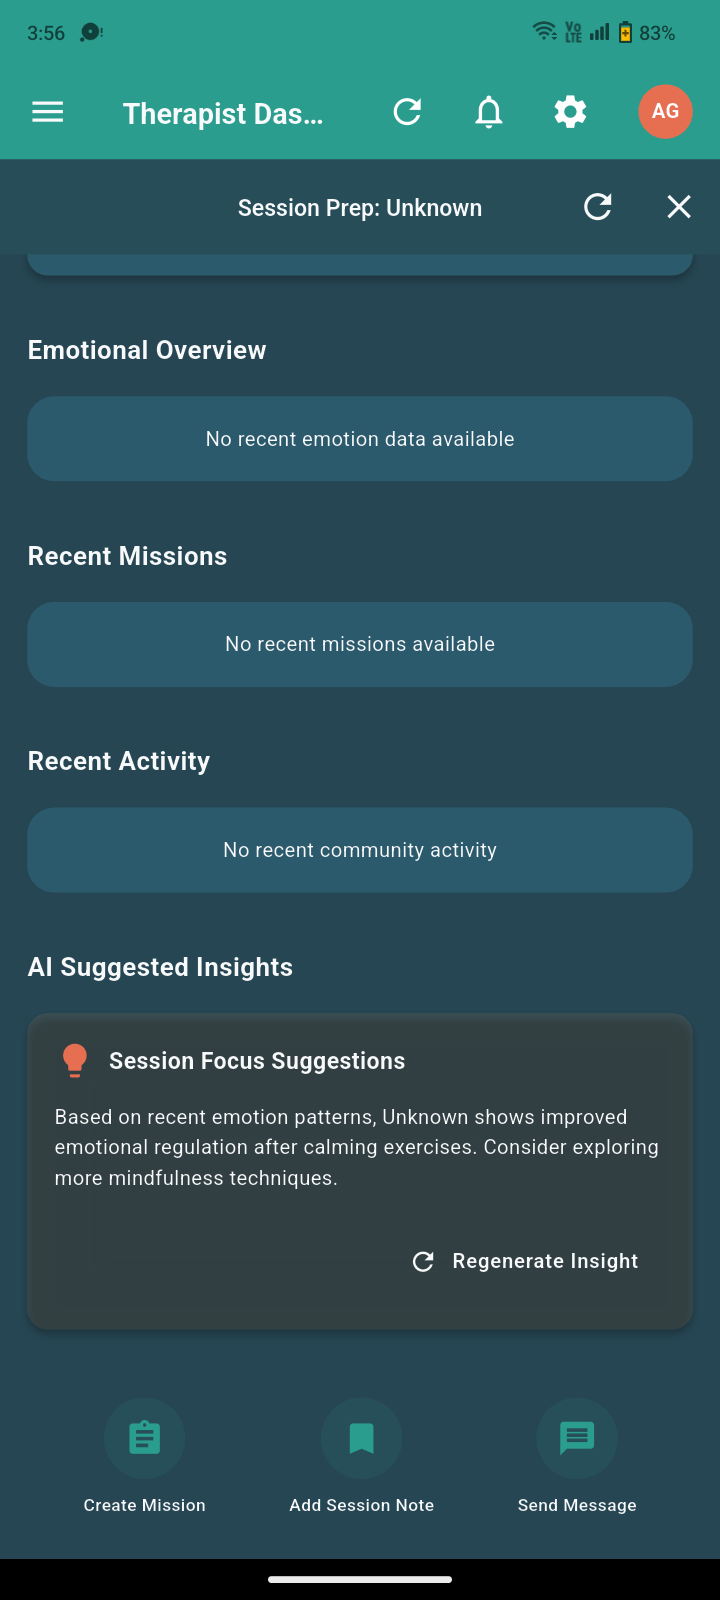 3:56
Vo LTE
83%
Therapist Das...
AG
Session Prep: Unknown
Emotional Overview
No recent emotion data available
Recent Missions
No recent missions available
Recent Activity
No recent community activity
AI Suggested Insights
Session Focus Suggestions
Based on recent emotion patterns, Unknown shows improved
emotional regulation after calming exercises. Consider exploring
more mindfulness techniques.
Regenerate Insight
Create Mission
Add Session Note
Send Message